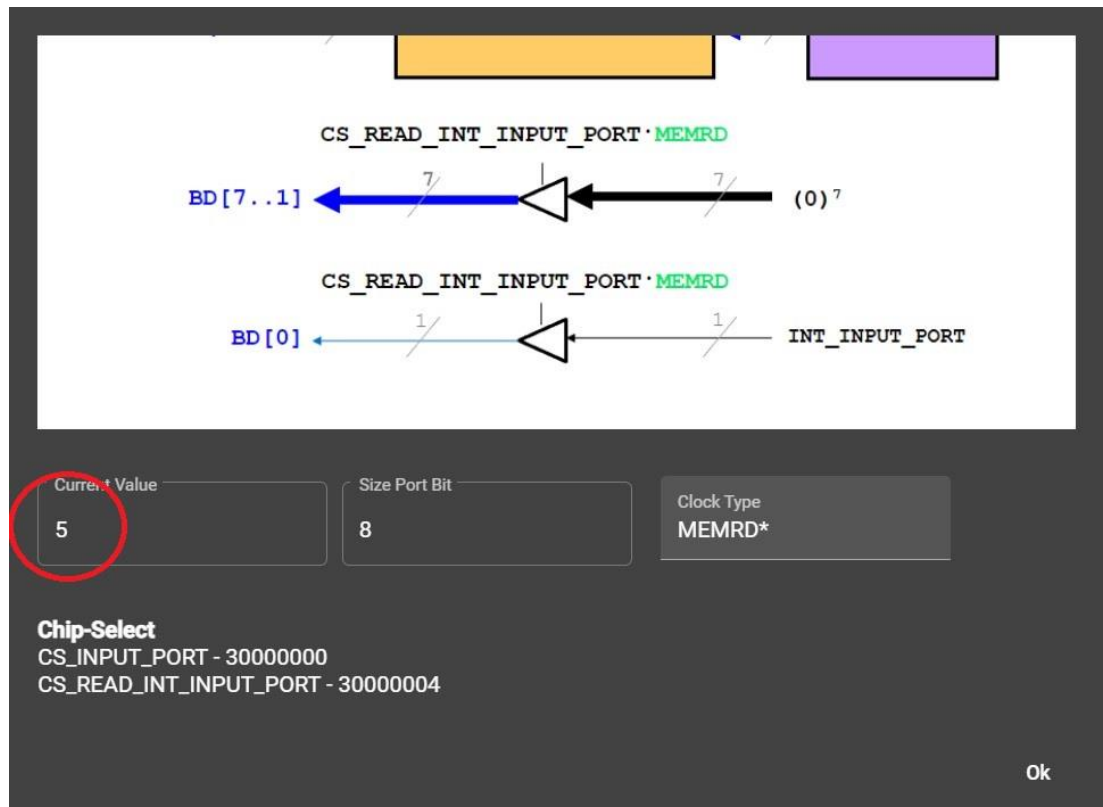 CS_READ_INT_INPUT_PORT·MEMRD
BD[7..1] 7 7 (0)⁷
CS_READ_INT_INPUT_PORT·MEMRD
BD[0] 1 1 INT_INPUT_PORT
Current Value Size Port Bit Clock Type
5 8 MEMRD*
Chip-Select
CS_INPUT_PORT - 30000000
CS_READ_INT_INPUT_PORT - 30000004
Ok